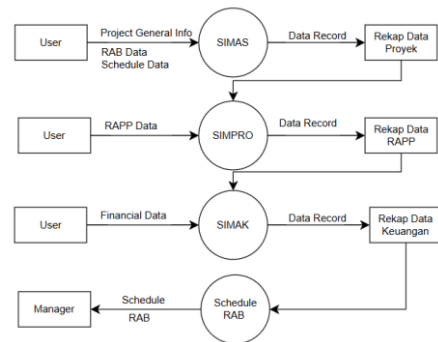 User
Project General Info
RAB Data
Schedule Data
SIMAS
Data Record
Rekap Data
Proyek
User
RAPP Data
SIMPRO
Data Record
Rekap Data
RAPP
User
Financial Data
SIMAK
Data Record
Rekap Data
Keuangan
Manager
Schedule
RAB
Schedule
RAB